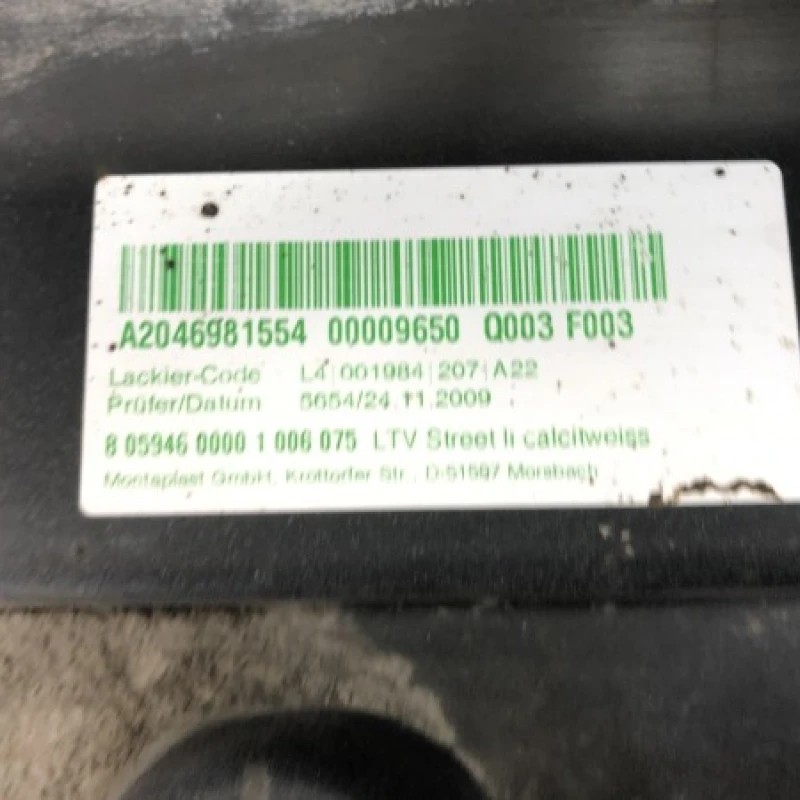 A2046981554 00009650 Q003 F003
Lackier-Code L4 001984 207 A22
Prüfer/Datum 5654/24.11.2009
8 05946 0000 1 006 075 LTV Street li calcitweiss
Montaplast GmbH, Krottorfer Str., D-51597 Morsbach